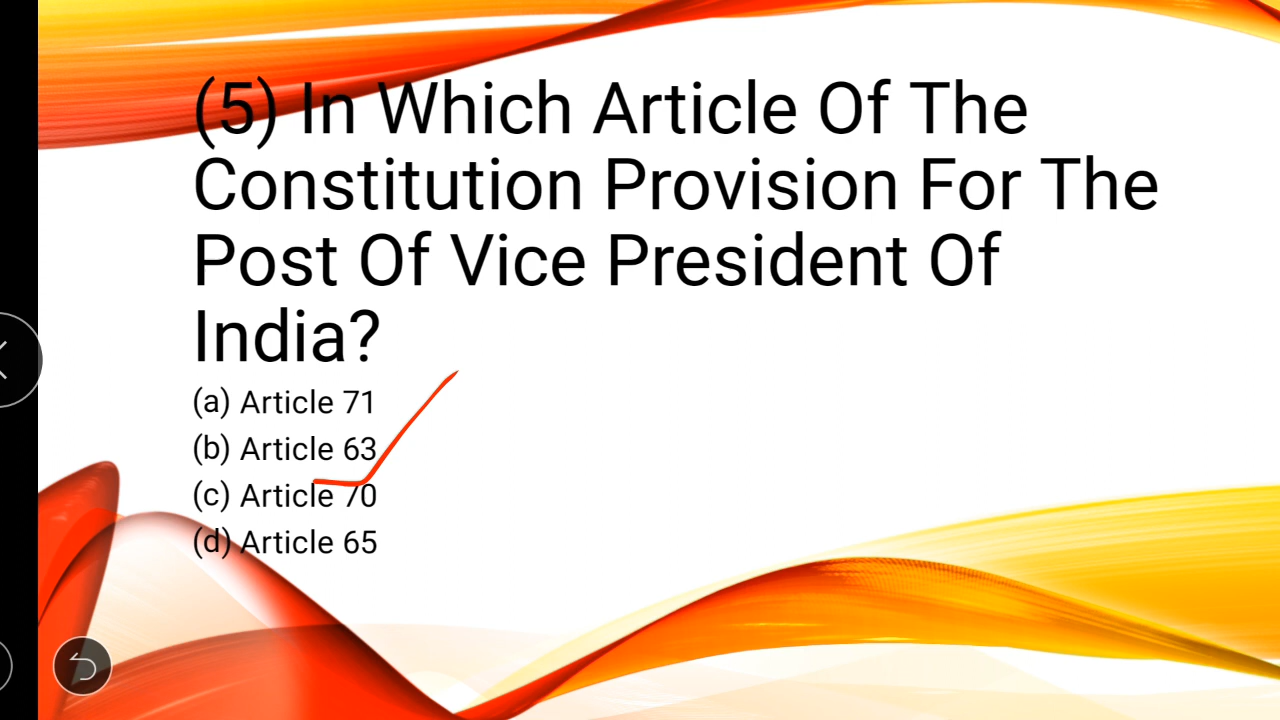 (5) In Which Article Of The
Constitution Provision For The
Post Of Vice President Of
India?
(a) Article 71
(b) Article 63
(c) Article 70
(d) Article 65